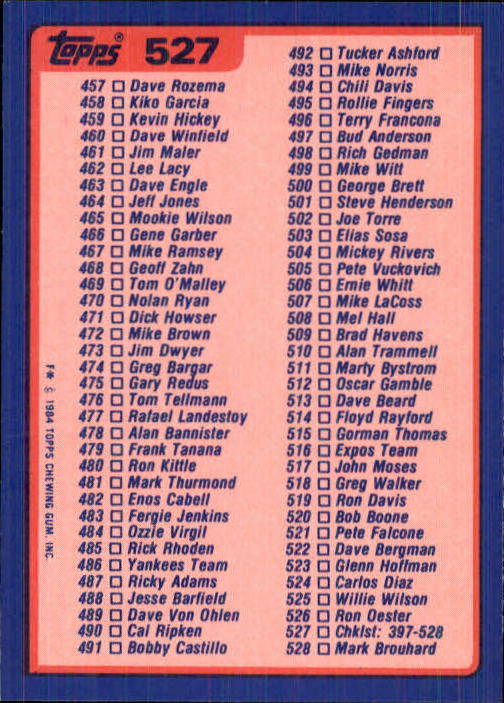 topps® 527
457 Dave Rozema
458 Kiko Garcia
459 Kevin Hickey
460 Dave Winfield
461 Jim Maler
462 Lee Lacy
463 Dave Engle
464 Jeff Jones
465 Mookie Wilson
466 Gene Garber
467 Mike Ramsey
468 Geoff Zahn
469 Tom O'Malley
470 Nolan Ryan
471 Dick Howser
472 Mike Brown
473 Jim Dwyer
474 Greg Bargar
475 Gary Redus
476 Tom Tellmann
477 Rafael Landestoy
478 Alan Bannister
479 Frank Tanana
480 Ron Kittle
481 Mark Thurmond
482 Enos Cabell
483 Fergie Jenkins
484 Ozzie Virgil
485 Rick Rhoden
486 Yankees Team
487 Ricky Adams
488 Jesse Barfield
489 Dave Von Ohlen
490 Cal Ripken
491 Bobby Castillo
492 Tucker Ashford
493 Mike Norris
494 Chili Davis
495 Rollie Fingers
496 Terry Francona
497 Bud Anderson
498 Rich Gedman
499 Mike Witt
500 George Brett
501 Steve Henderson
502 Joe Torre
503 Elias Sosa
504 Mickey Rivers
505 Pete Vuckovich
506 Ernie Whitt
507 Mike LaCoss
508 Mel Hall
509 Brad Havens
510 Alan Trammell
511 Marty Bystrom
512 Oscar Gamble
513 Dave Beard
514 Floyd Rayford
515 Gorman Thomas
516 Expos Team
517 John Moses
518 Greg Walker
519 Ron Davis
520 Bob Boone
521 Pete Falcone
522 Dave Bergman
523 Glenn Hoffman
524 Carlos Diaz
525 Willie Wilson
526 Ron Oester
527 Chklst: 397-528
528 Mark Brouhard
F✱ © 1984 TOPPS CHEWING GUM, INC.